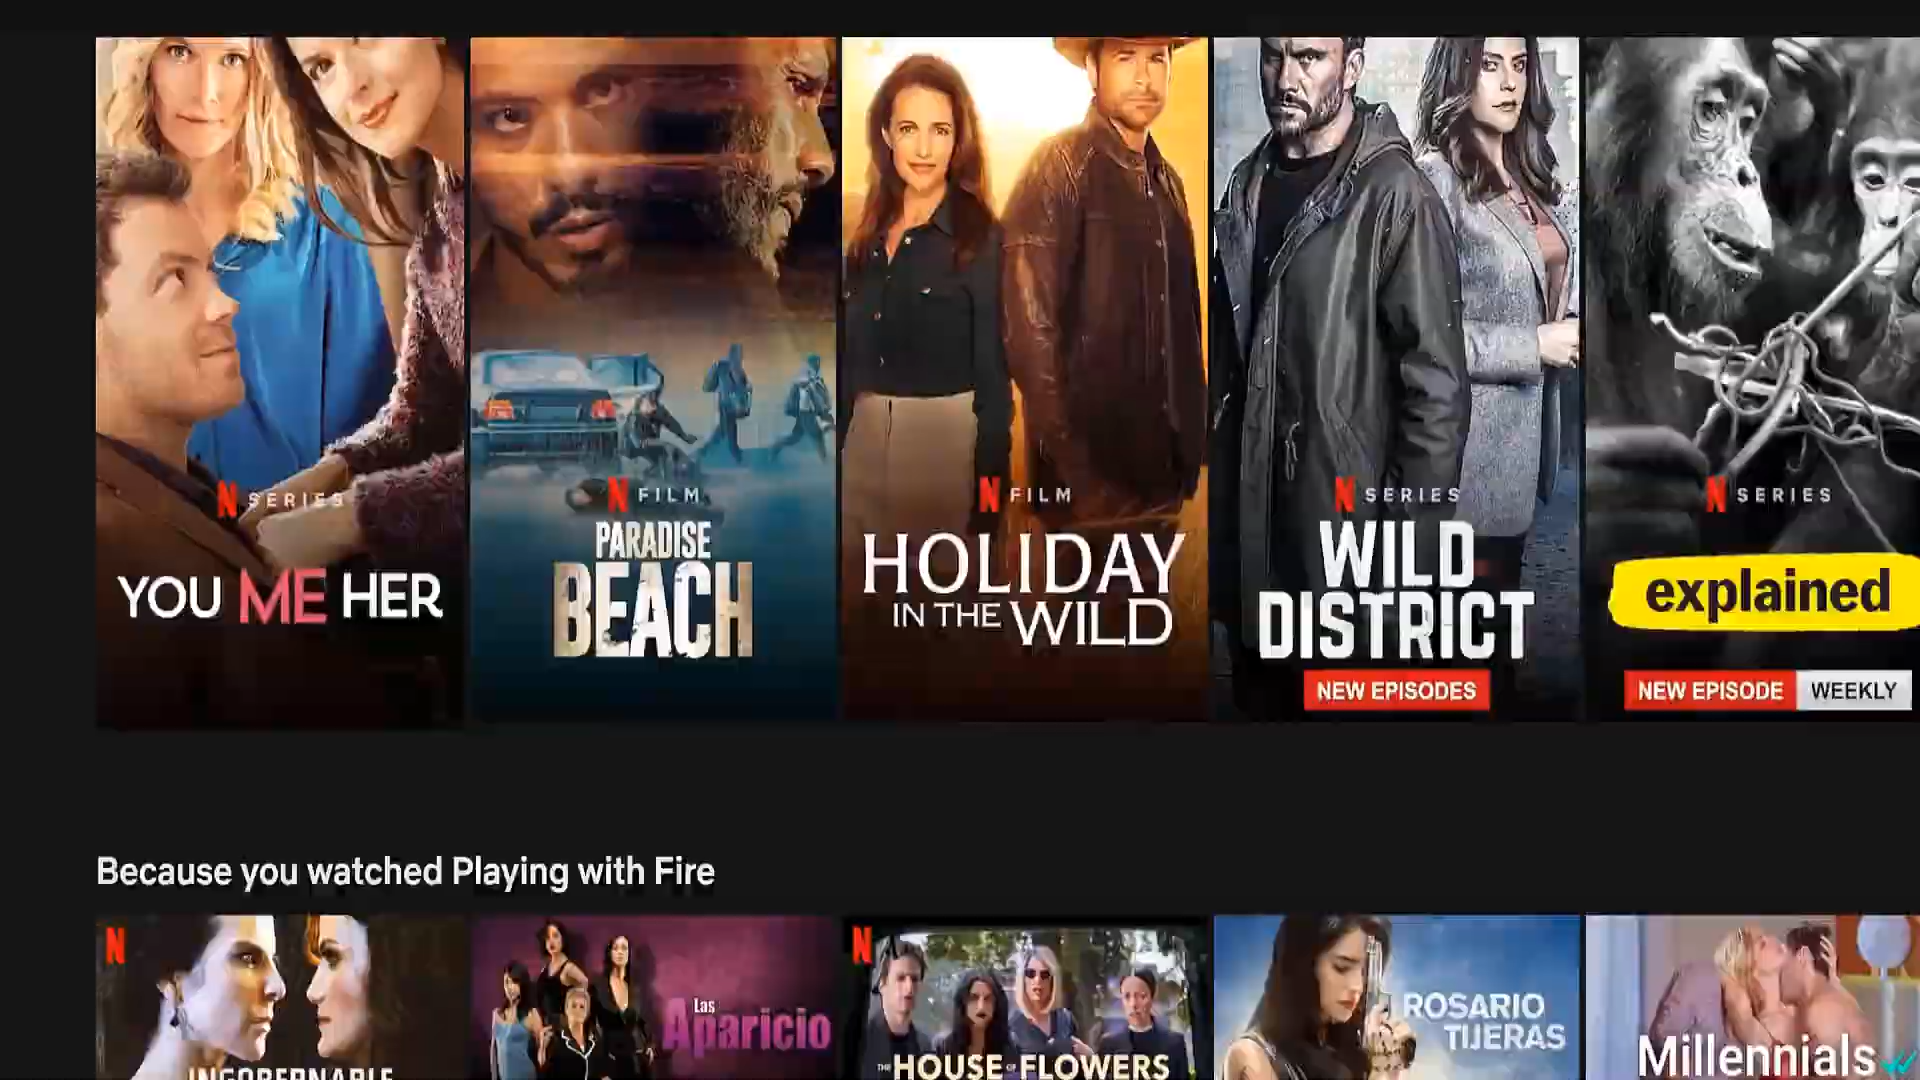 N SERIES
YOU ME HER
N FILM
PARADISE
BEACH
N FILM
HOLIDAY
IN THE WILD
N SERIES
WILD
DISTRICT
NEW EPISODES
N SERIES
explained
NEW EPISODE WEEKLY
Because you watched Playing with Fire
N
INGOBERNABLE
Las
Aparicio
N
THE HOUSE OF FLOWERS
ROSARIO
TIJERAS
Millennials